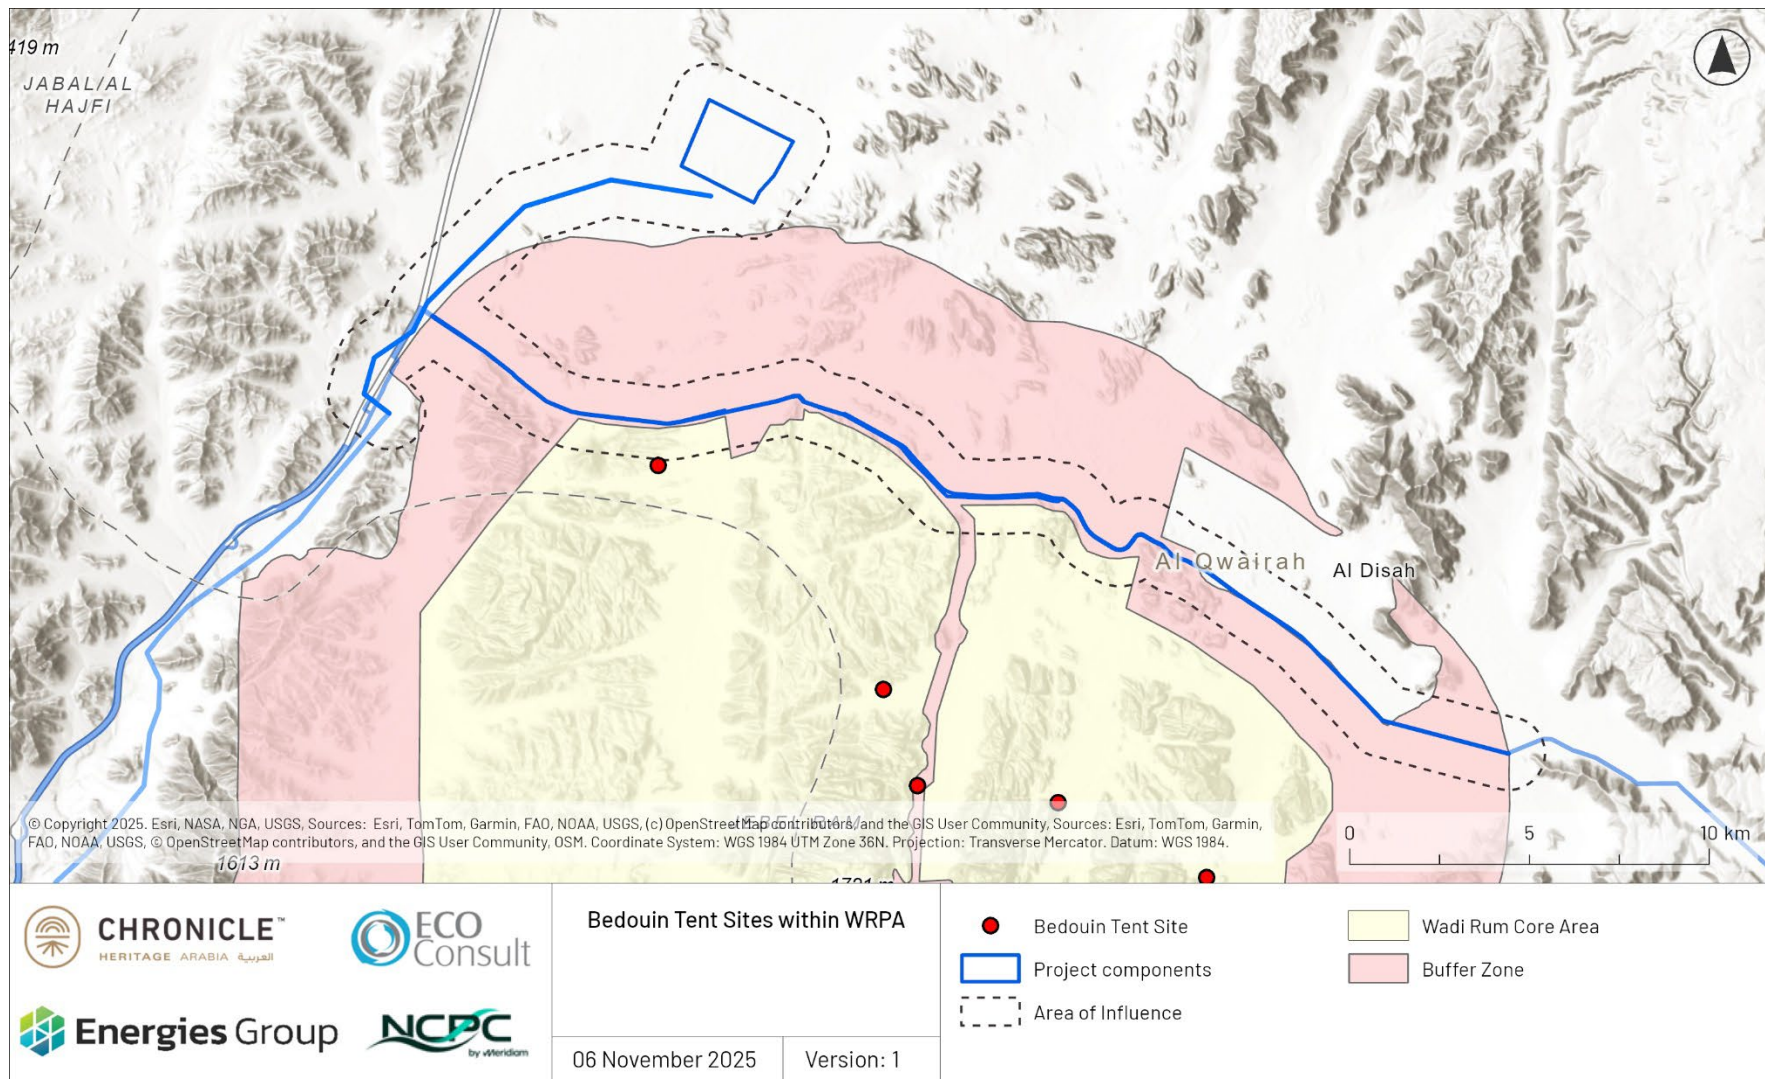 419 m
JABAL/AL
HAJFI
Al Qwairah
Al Disah
JEBEL RAM
© Copyright 2025. Esri, NASA, NGA, USGS, Sources: Esri, TomTom, Garmin, FAO, NOAA, USGS, (c) OpenStreetMap contributors, and the GIS User Community, Sources: Esri, TomTom, Garmin,
FAO, NOAA, USGS, © OpenStreetMap contributors, and the GIS User Community, OSM. Coordinate System: WGS 1984 UTM Zone 36N. Projection: Transverse Mercator. Datum: WGS 1984.
0 5 10 km
1613 m
1721 m
CHRONICLE™
HERITAGE ARABIA العربية
ECO
Consult
Energies Group
NCPC
by Meridiam
Bedouin Tent Sites within WRPA
06 November 2025
Version: 1
Bedouin Tent Site
Project components
Area of Influence
Wadi Rum Core Area
Buffer Zone